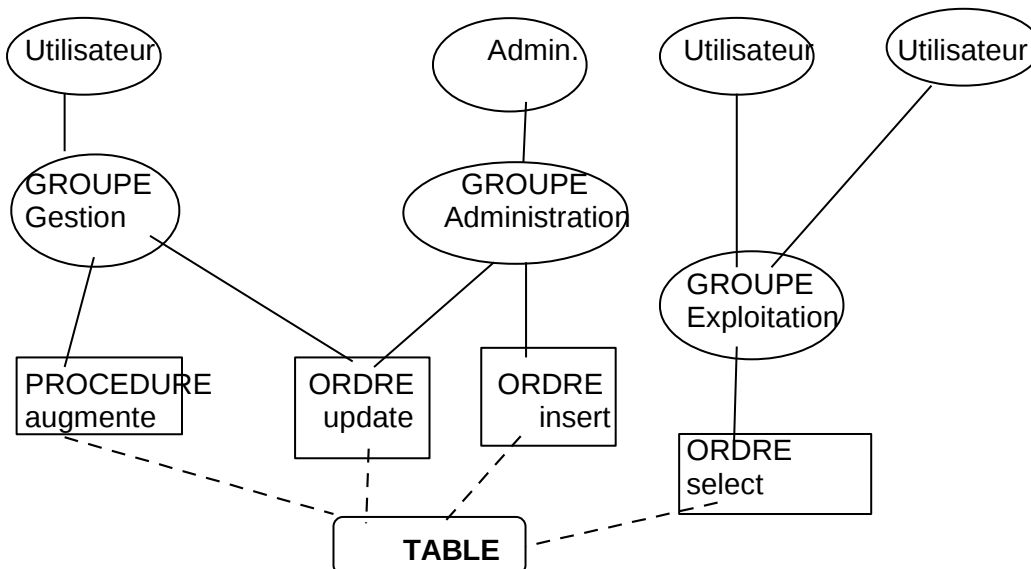 Utilisateur
Admin.
Utilisateur
Utilisateur
GROUPE
Gestion
GROUPE
Administration
GROUPE
Exploitation
PROCEDURE
augmente
ORDRE
update
ORDRE
insert
ORDRE
select
TABLE